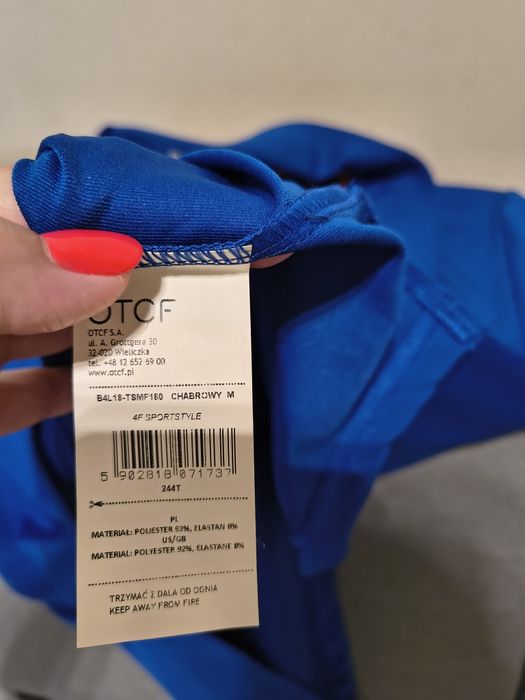 OTCF
OTCF S.A.
ul. A. Grottgera 30
32-020 Wieliczka
tel. +48 12 652 69 00
www.otcf.pl
B4L18-TSMF180 CHABROWY M
4F SPORTSTYLE
5 902818 071737
244T
PL
MATERIAŁ: POLIESTER 92%, ELASTAN 8%
US/GB
MATERIAL: POLYESTER 92%, ELASTANE 8%
TRZYMAĆ Z DALA OD OGNIA
KEEP AWAY FROM FIRE